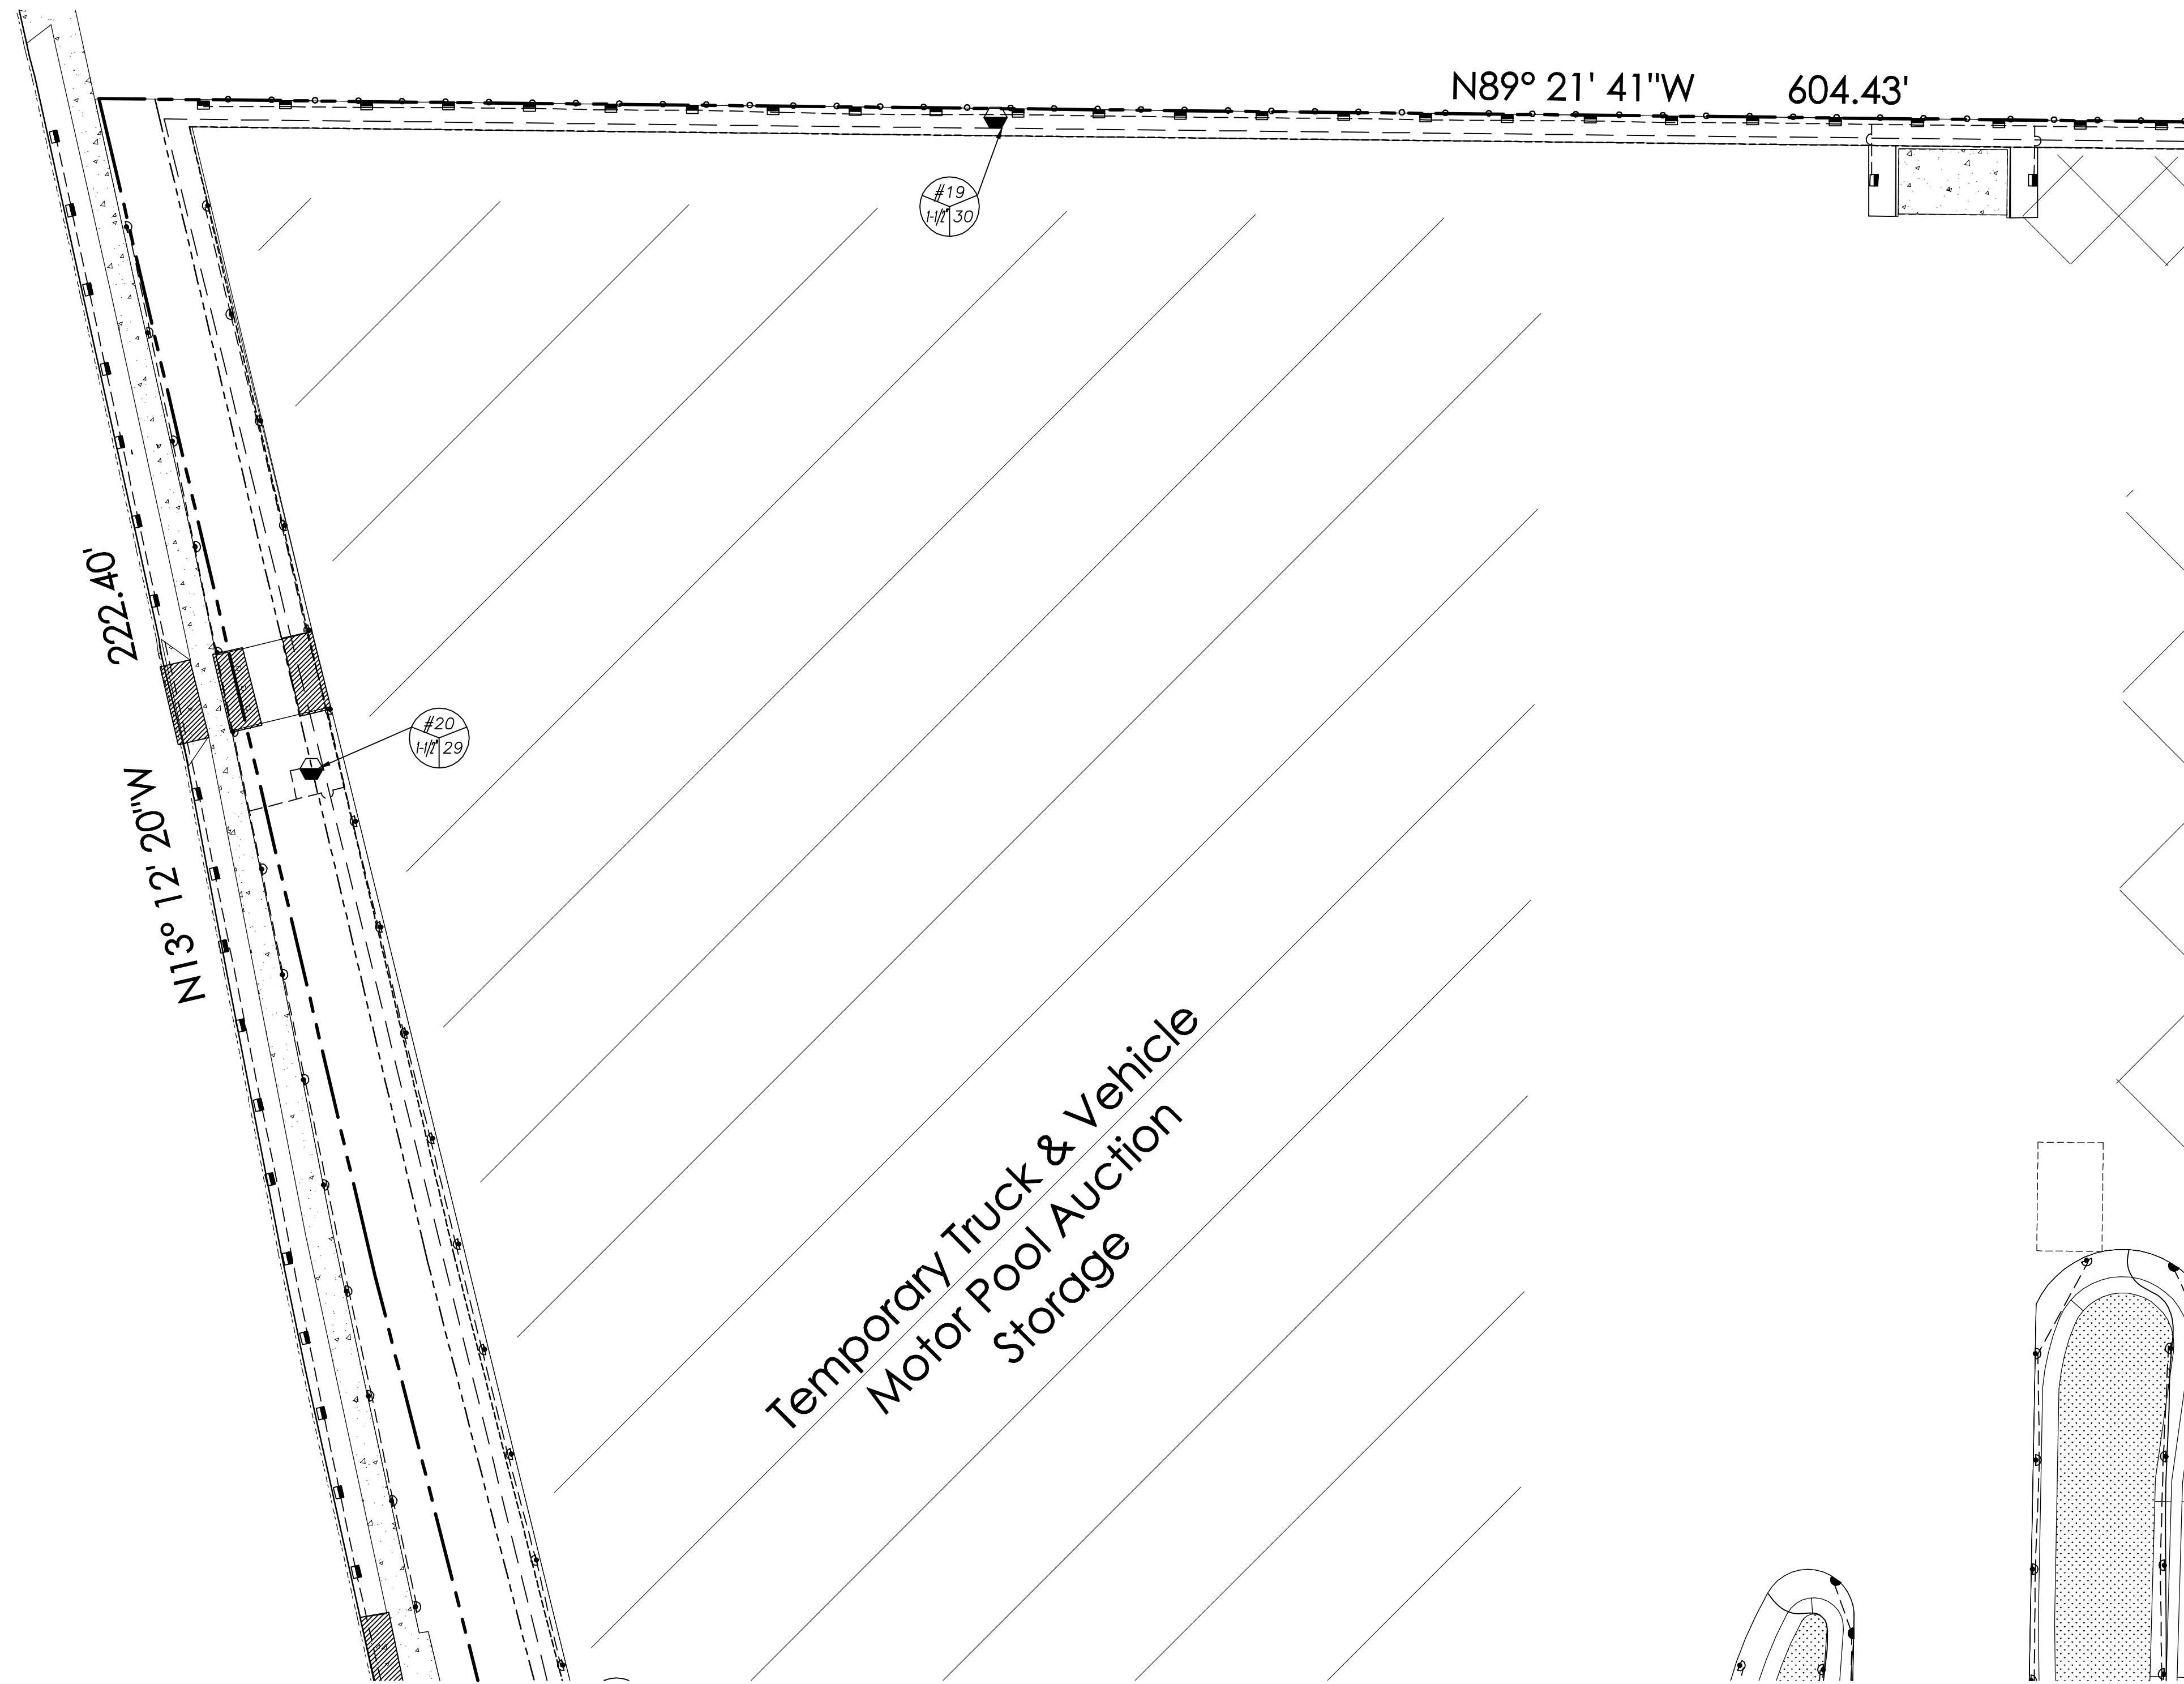 N89° 21' 41"W 604.43'
#19
1-1/2" 30
222.40'
#20
1-1/2" 29
N13° 12' 20"W
Temporary Truck & Vehicle
Motor Pool Auction
Storage